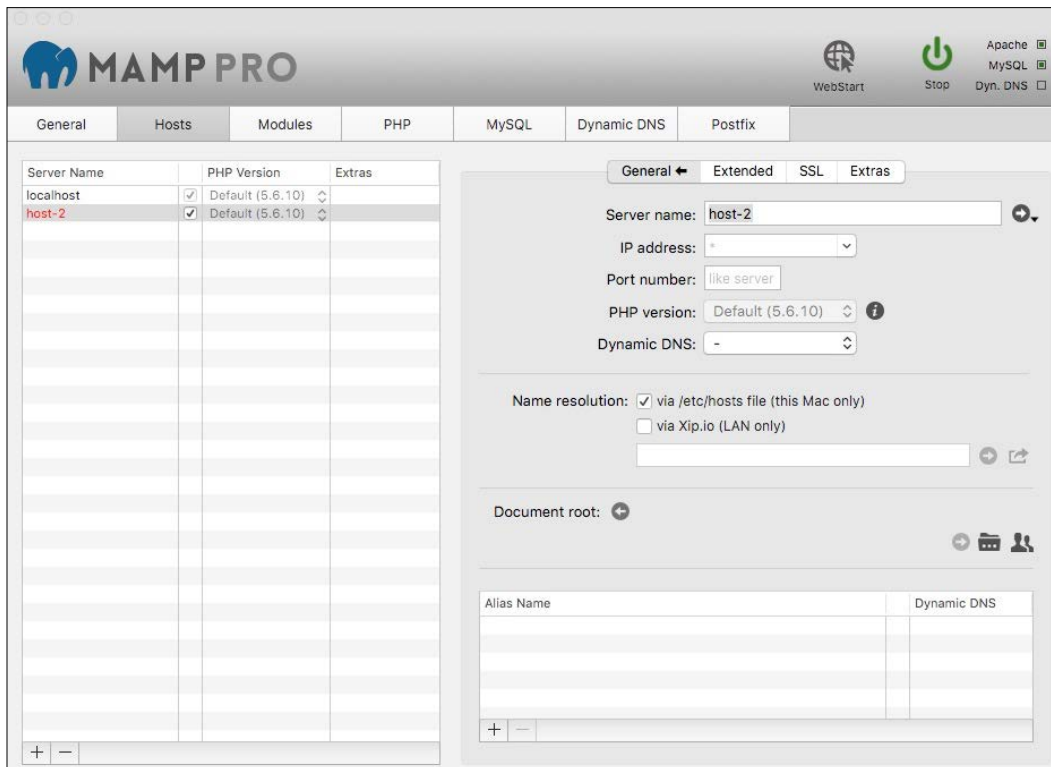 MAMP PRO
WebStart
Stop
Apache
MySQL
Dyn. DNS
General Hosts Modules PHP MySQL Dynamic DNS Postfix
Server Name PHP Version Extras
localhost Default (5.6.10)
host-2 Default (5.6.10)
General Extended SSL Extras
Server name: host-2
IP address: *
Port number: like server
PHP version: Default (5.6.10)
Dynamic DNS: -
Name resolution: via /etc/hosts file (this Mac only)
via Xip.io (LAN only)
Document root:
Alias Name Dynamic DNS